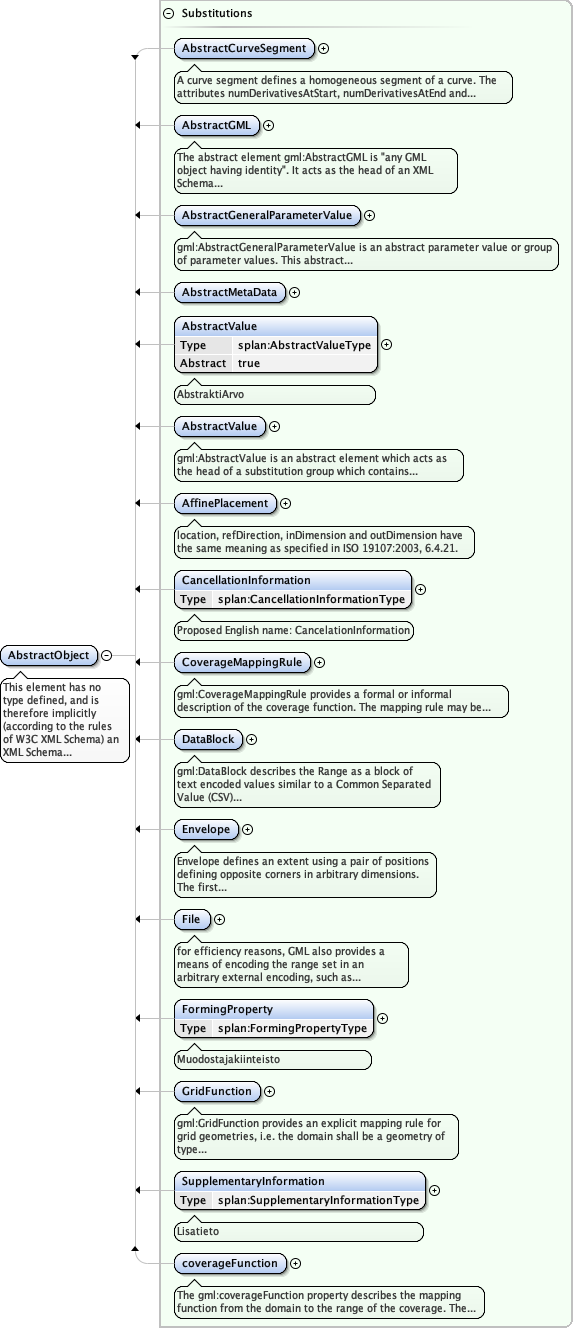 Substitutions
AbstractCurveSegment
A curve segment defines a homogeneous segment of a curve. The
attributes numDerivativesAtStart, numDerivativesAtEnd and...
AbstractGML
The abstract element gml:AbstractGML is "any GML
object having identity". It acts as the head of an XML
Schema...
AbstractGeneralParameterValue
gml:AbstractGeneralParameterValue is an abstract parameter value or group
of parameter values. This abstract...
AbstractMetaData
AbstractValue
Type splan:AbstractValueType
Abstract true
AbstraktiArvo
AbstractValue
gml:AbstractValue is an abstract element which acts as
the head of a substitution group which contains...
AffinePlacement
location, refDirection, inDimension and outDimension have
the same meaning as specified in ISO 19107:2003, 6.4.21.
CancellationInformation
Type splan:CancellationInformationType
Proposed English name: CancelationInformation
AbstractObject
This element has no
type defined, and is
therefore implicitly
(according to the rules
of W3C XML Schema) an
XML Schema...
CoverageMappingRule
gml:CoverageMappingRule provides a formal or informal
description of the coverage function. The mapping rule may be...
DataBlock
gml:DataBlock describes the Range as a block of
text encoded values similar to a Common Separated
Value (CSV)...
Envelope
Envelope defines an extent using a pair of positions
defining opposite corners in arbitrary dimensions.
The first...
File
for efficiency reasons, GML also provides a
means of encoding the range set in an
arbitrary external encoding, such as...
FormingProperty
Type splan:FormingPropertyType
Muodostajakiinteisto
GridFunction
gml:GridFunction provides an explicit mapping rule for
grid geometries, i.e. the domain shall be a geometry of
type...
SupplementaryInformation
Type splan:SupplementaryInformationType
Lisatieto
coverageFunction
The gml:coverageFunction property describes the mapping
function from the domain to the range of the coverage. The...